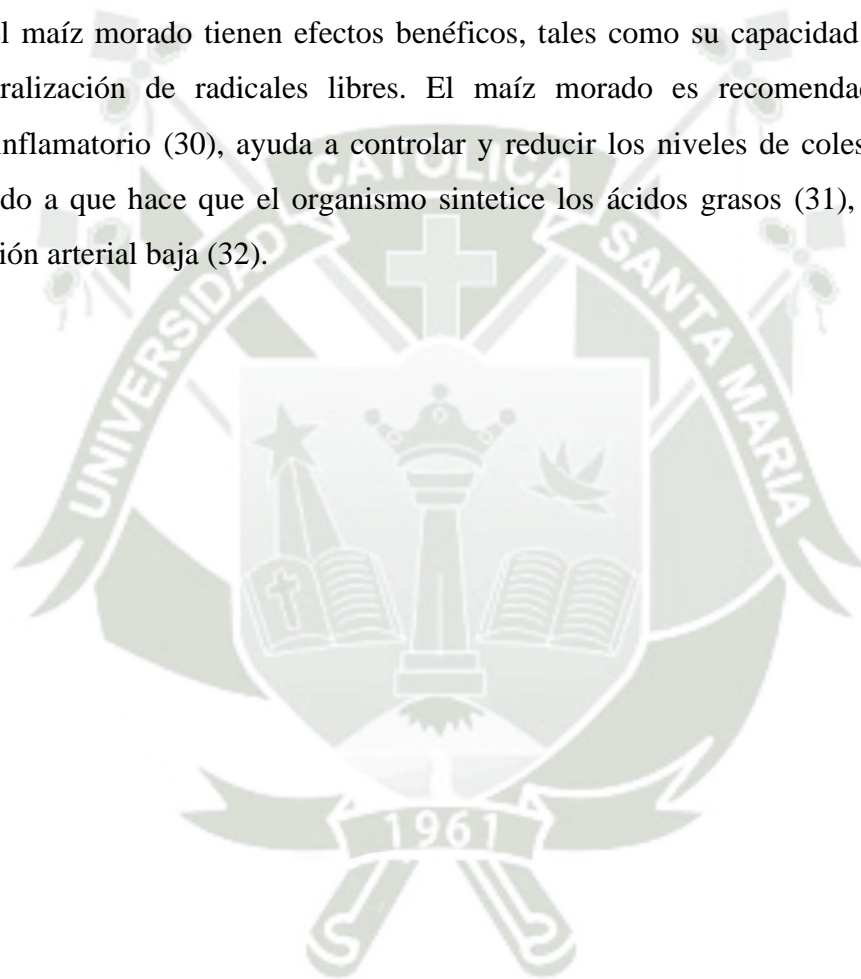 el maíz morado tienen efectos benéficos, tales como su capacidad
ralización de radicales libres. El maíz morado es recomendad
inflamatorio (30), ayuda a controlar y reducir los niveles de coles
do a que hace que el organismo sintetice los ácidos grasos (31),
ión arterial baja (32).
UNIVERSIDAD CATOLICA SANTA MARIA
1961